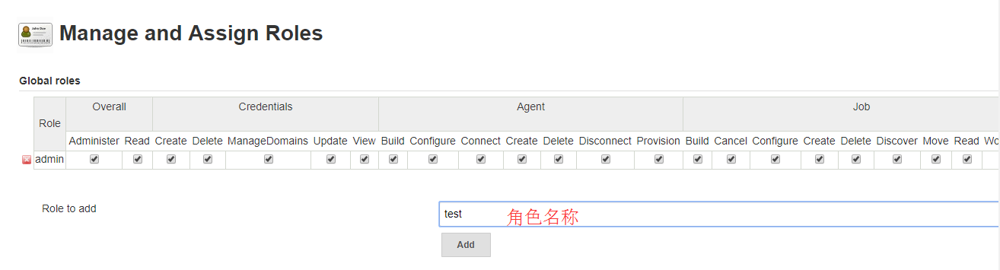 Manage and Assign Roles
Global roles
Role Overall Credentials Agent Job
Administer Read Create Delete ManageDomains Update View Build Configure Connect Create Delete Disconnect Provision Build Cancel Configure Create Delete Discover Move Read Wo
admin
Role to add test 角色名称
Add